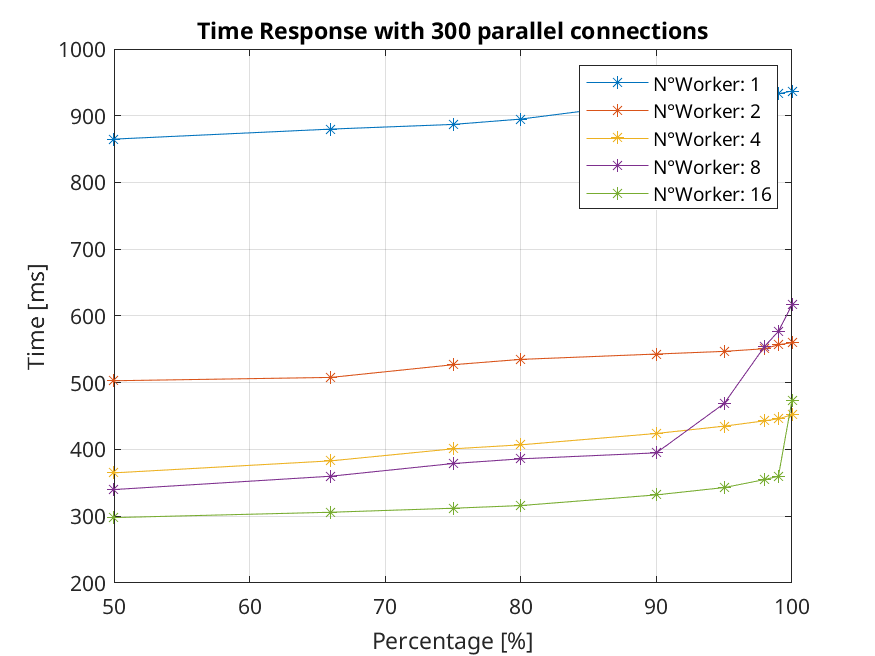 Time Response with 300 parallel connections
1000
900
800
700
600
500
400
300
200
Time [ms]
N°Worker: 1
N°Worker: 2
N°Worker: 4
N°Worker: 8
N°Worker: 16
50 60 70 80 90 100
Percentage [%]